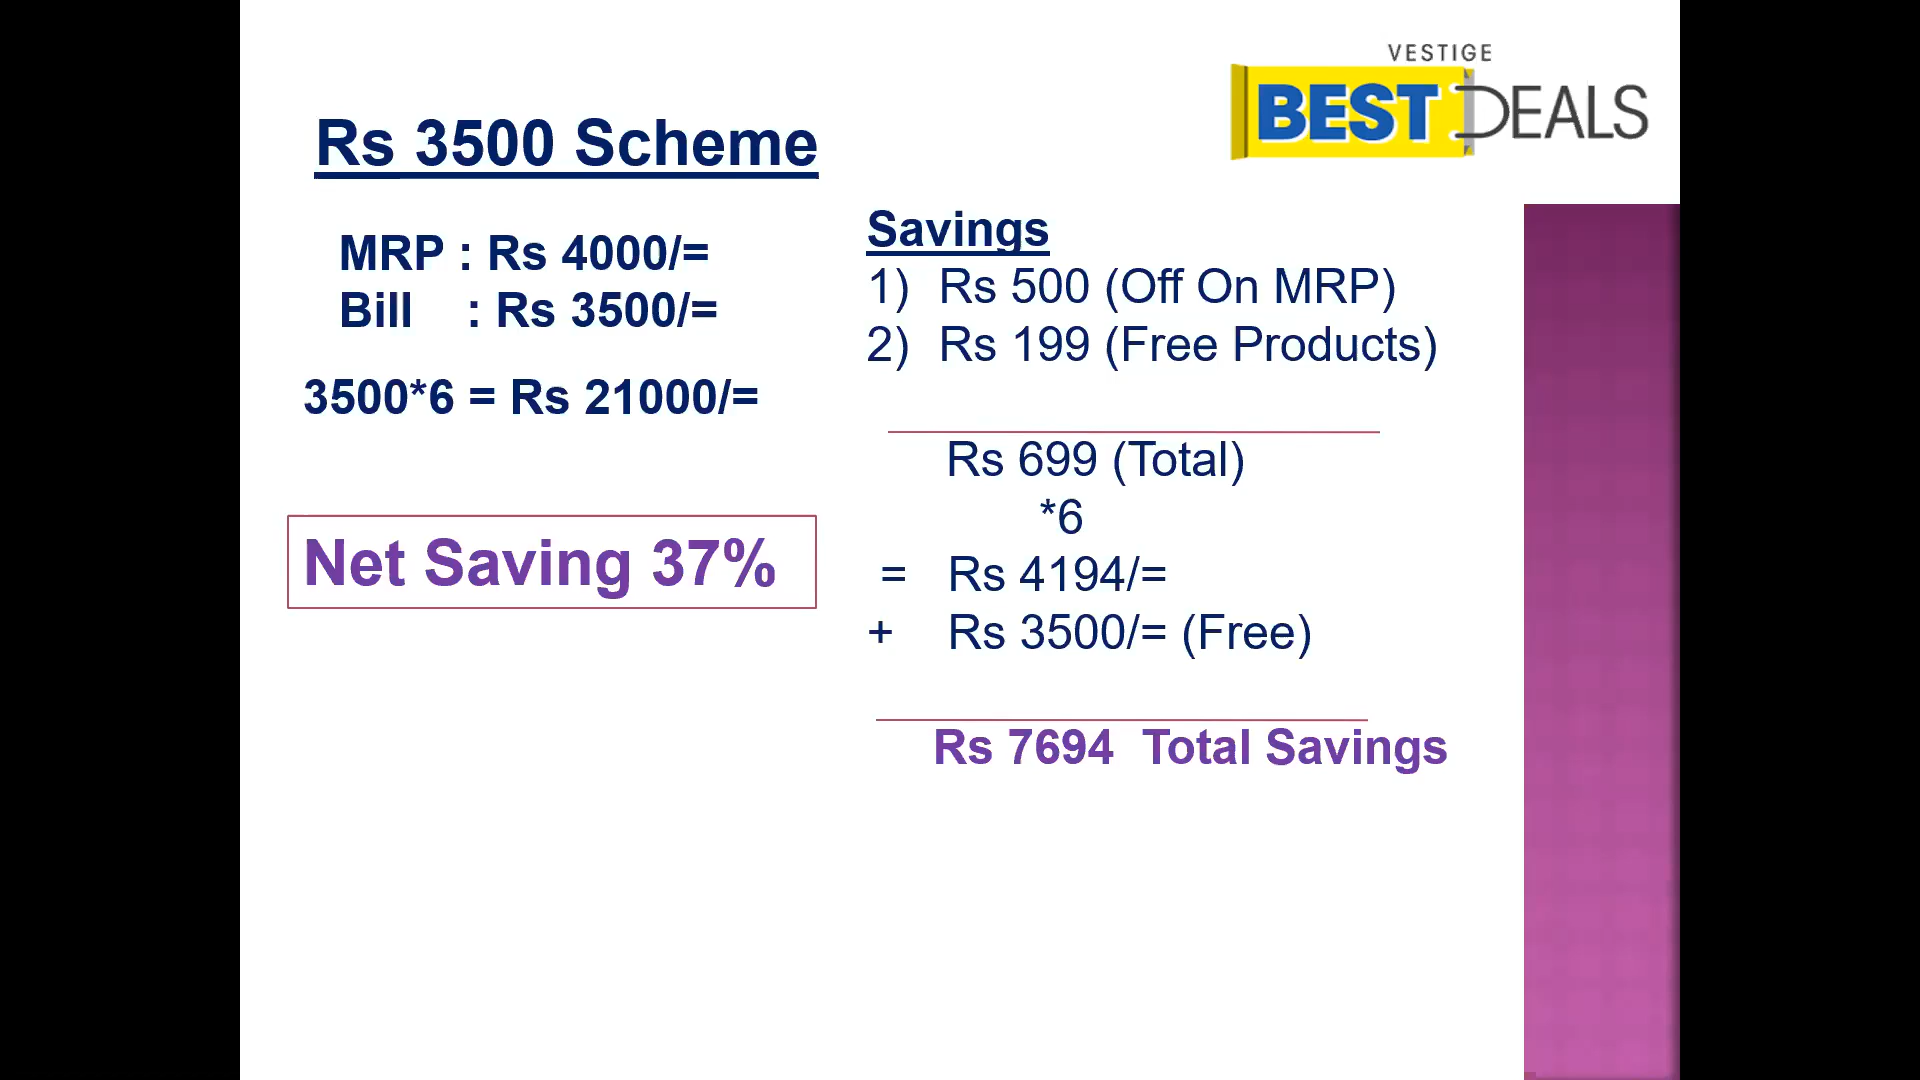 VESTIGE
BEST DEALS
Rs 3500 Scheme
MRP : Rs 4000/=
Bill : Rs 3500/=
3500*6 = Rs 21000/=
Net Saving 37%
Savings
1) Rs 500 (Off On MRP)
2) Rs 199 (Free Products)
Rs 699 (Total)
*6
= Rs 4194/=
+ Rs 3500/= (Free)
Rs 7694 Total Savings